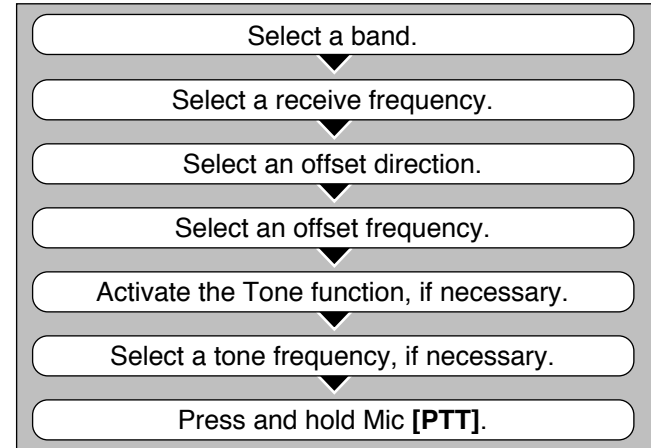 Select a band.
Select a receive frequency.
Select an offset direction.
Select an offset frequency.
Activate the Tone function, if necessary.
Select a tone frequency, if necessary.
Press and hold Mic [PTT].